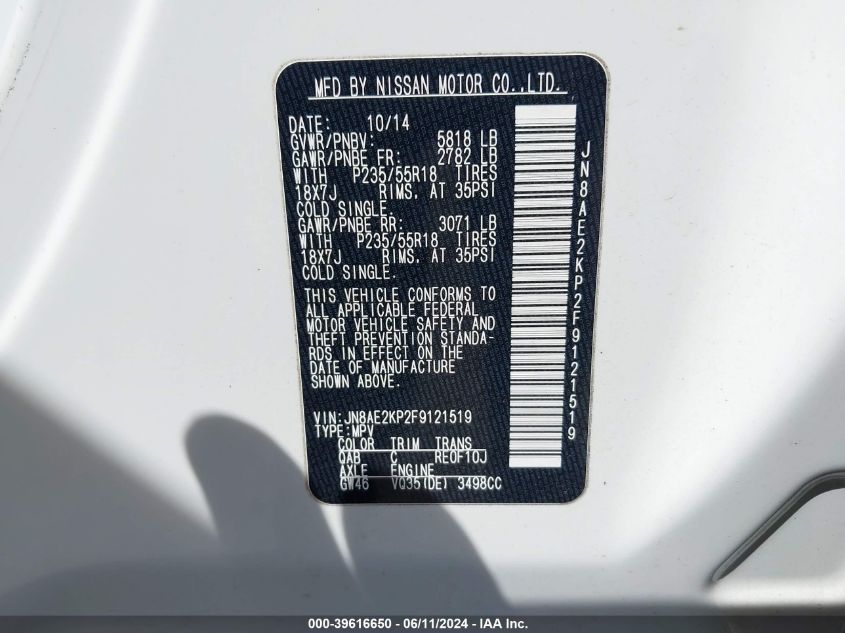 MFD BY NISSAN MOTOR CO.,LTD.
DATE: 10/14
GVWR/PNBV: 5818 LB
GAWR/PNBE FR: 2782 LB
WITH P235/55R18 TIRES
18X7J RIMS, AT 35PSI
COLD SINGLE.
GAWR/PNBE RR: 3071 LB
WITH P235/55R18 TIRES
18X7J RIMS, AT 35PSI
COLD SINGLE.
THIS VEHICLE CONFORMS TO
ALL APPLICABLE FEDERAL
MOTOR VEHICLE SAFETY AND
THEFT PREVENTION STANDA-
RDS IN EFFECT ON THE
DATE OF MANUFACTURE
SHOWN ABOVE.
VIN:JN8AE2KP2F9121519
TYPE:MPV
COLOR TRIM TRANS
QAB C RE0F10J
AXLE ENGINE
GW46 VQ35(DE) 3498CC
JN8AE2KP2F9121519
000-39616650 - 06/11/2024 - IAA Inc.